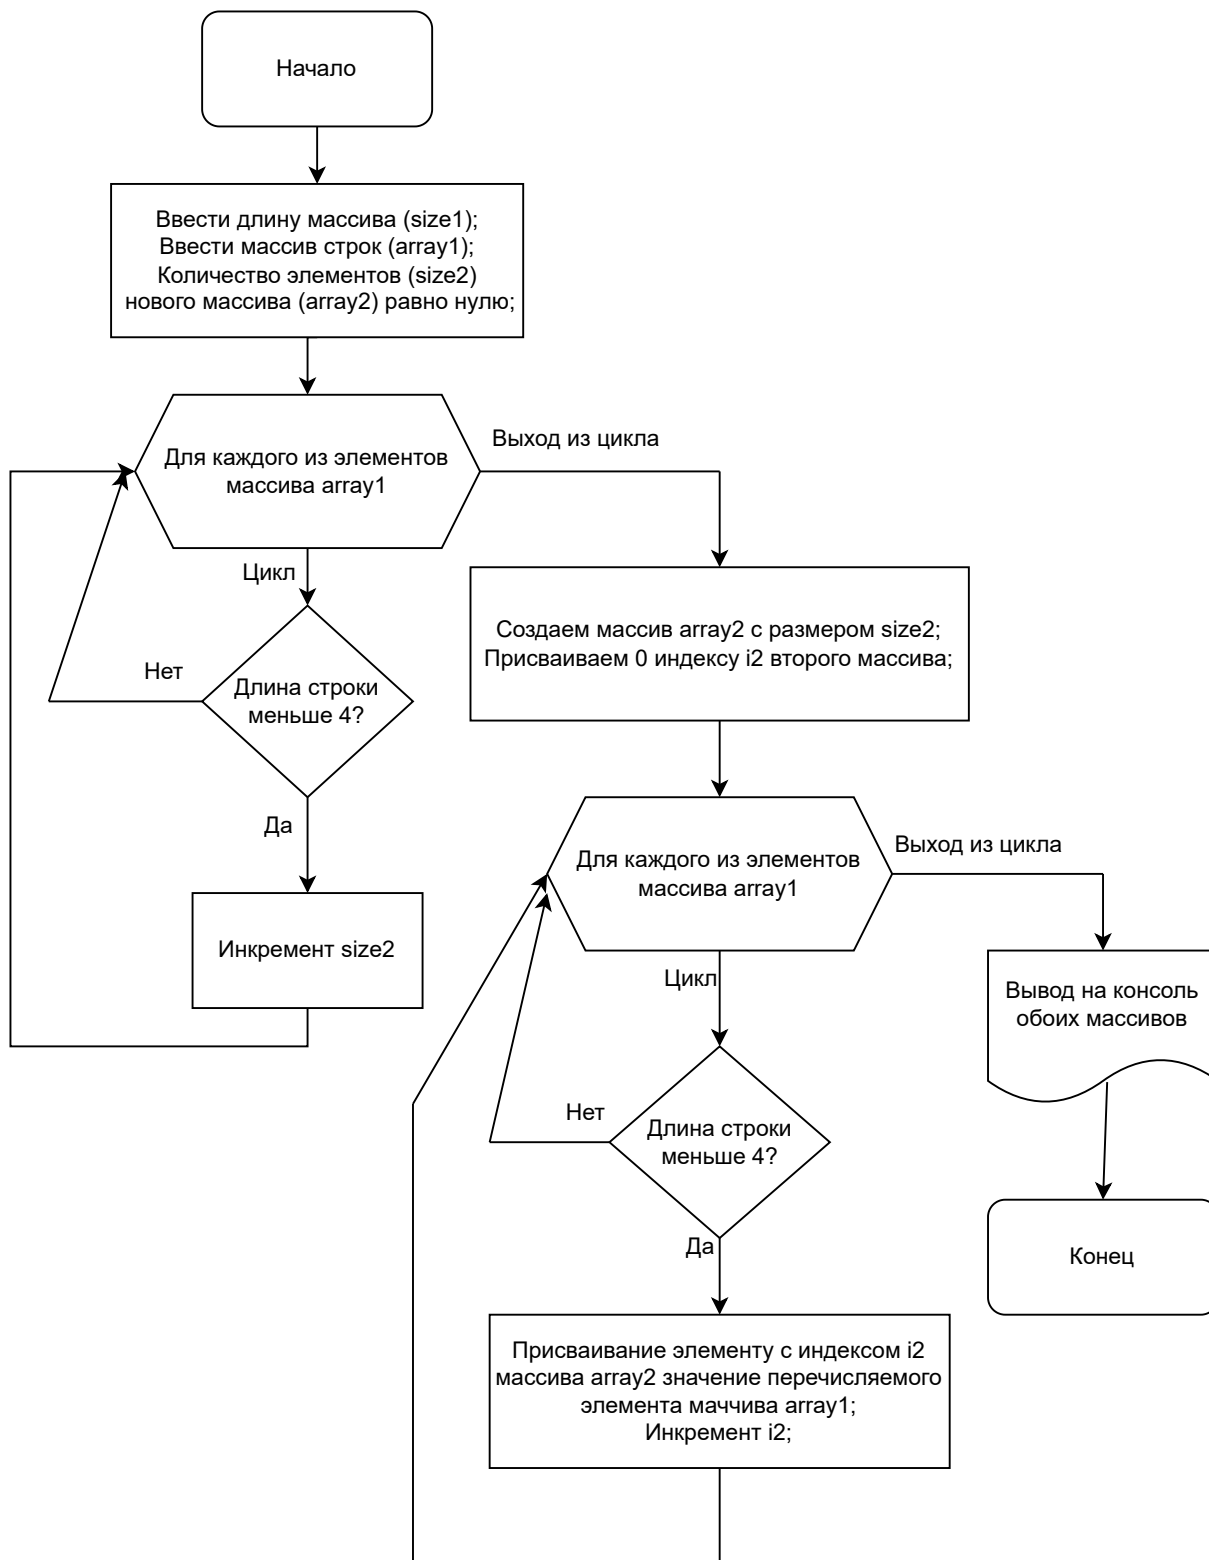 Начало
Ввести длину массива (size1);
Ввести массив строк (array1);
Количество элементов (size2)
нового массива (array2) равно нулю;
Для каждого из элементов
массива array1
Выход из цикла
Цикл
Нет
Длина строки
меньше 4?
Да
Инкремент size2
Создаем массив array2 с размером size2;
Присваиваем 0 индексу i2 второго массива;
Для каждого из элементов
массива array1
Выход из цикла
Цикл
Нет
Длина строки
меньше 4?
Да
Присваивание элементу с индексом i2
массива array2 значение перечисляемого
элемента маччива array1;
Инкремент i2;
Вывод на консоль
обоих массивов
Конец